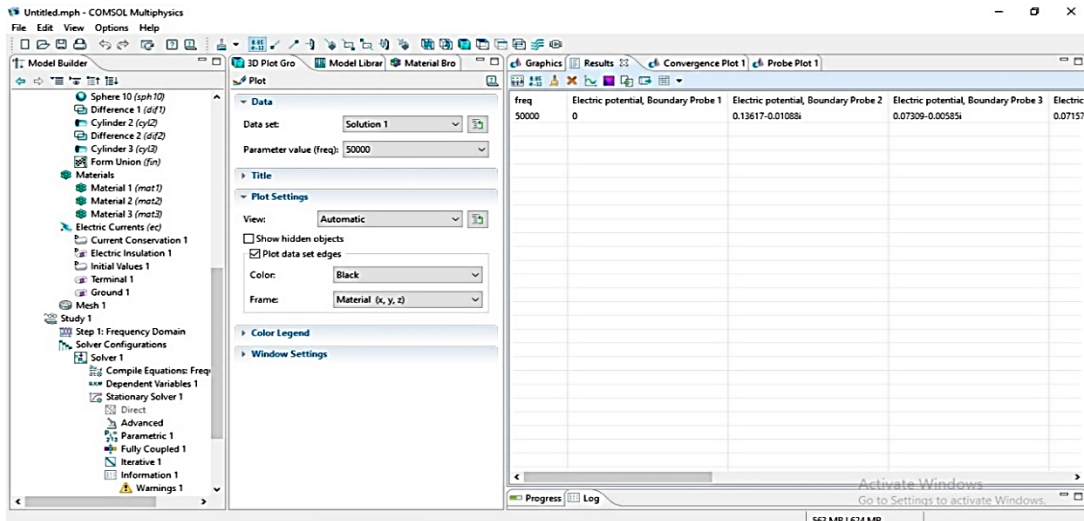 Untitled.mph - COMSOL Multiphysics
File Edit View Options Help
Model Builder
Sphere 10 (sph10)
Difference 1 (dif1)
Cylinder 2 (cyl2)
Difference 2 (dif2)
Cylinder 3 (cyl3)
Form Union (fin)
Materials
Material 1 (mat1)
Material 2 (mat2)
Material 3 (mat3)
Electric Currents (ec)
Current Conservation 1
Electric Insulation 1
Initial Values 1
Terminal 1
Ground 1
Mesh 1
Study 1
Step 1: Frequency Domain
Solver Configurations
Solver 1
Compile Equations: Freq
Dependent Variables 1
Stationary Solver 1
Direct
Advanced
Parametric 1
Fully Coupled 1
Iterative 1
Information 1
Warnings 1
3D Plot Gro Model Librar Material Bro
Plot
Data
Data set: Solution 1
Parameter value (freq): 50000
Title
Plot Settings
View: Automatic
Show hidden objects
Plot data set edges
Color: Black
Frame: Material (x, y, z)
Color Legend
Window Settings
Graphics Results Convergence Plot 1 Probe Plot 1
freq Electric potential, Boundary Probe 1 Electric potential, Boundary Probe 2 Electric potential, Boundary Probe 3 Electric
50000 0 0.13617-0.01088i 0.07309-0.00585i 0.0715
Activate Windows
Go to Settings to activate Windows.
Progress Log
563 MB | 624 MB